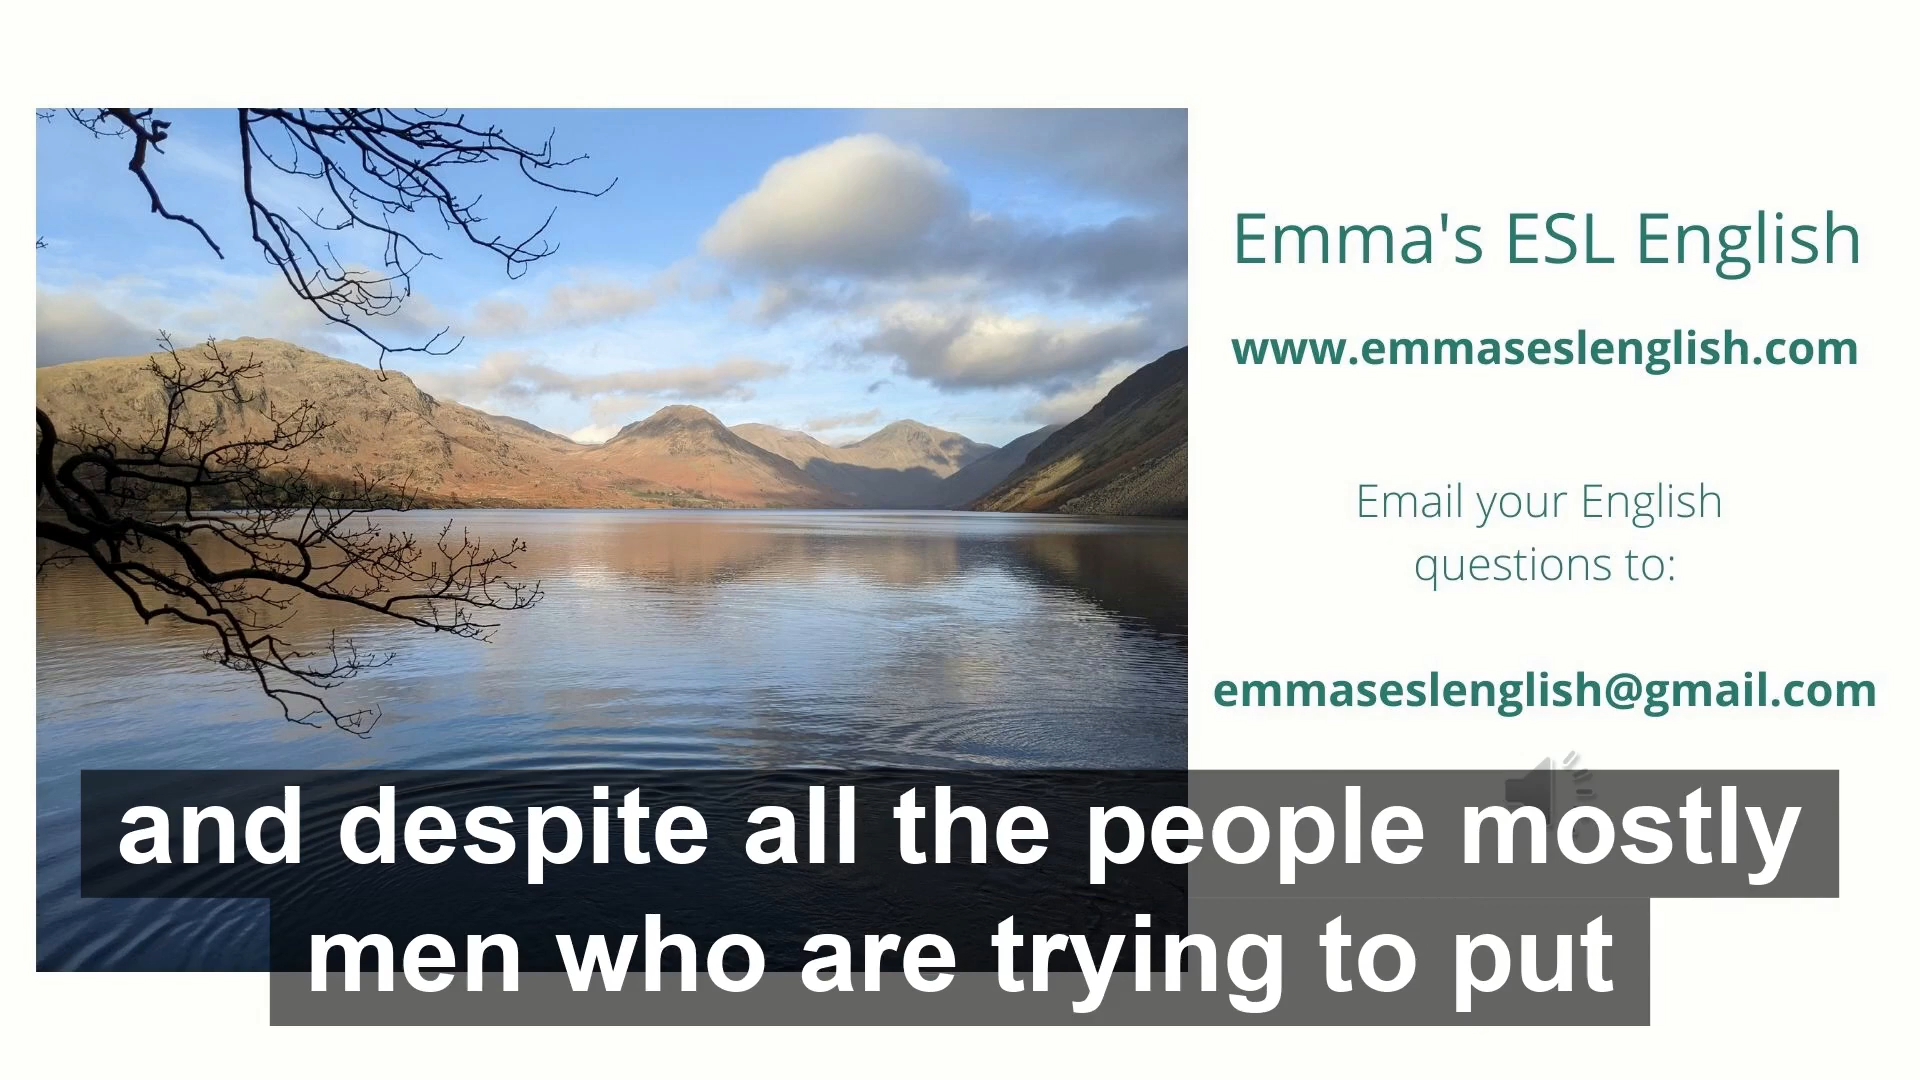 Emma's ESL English
www.emmaseslenglish.com
Email your English
questions to:
emmaseslenglish@gmail.com
and despite all the people mostly
men who are trying to put